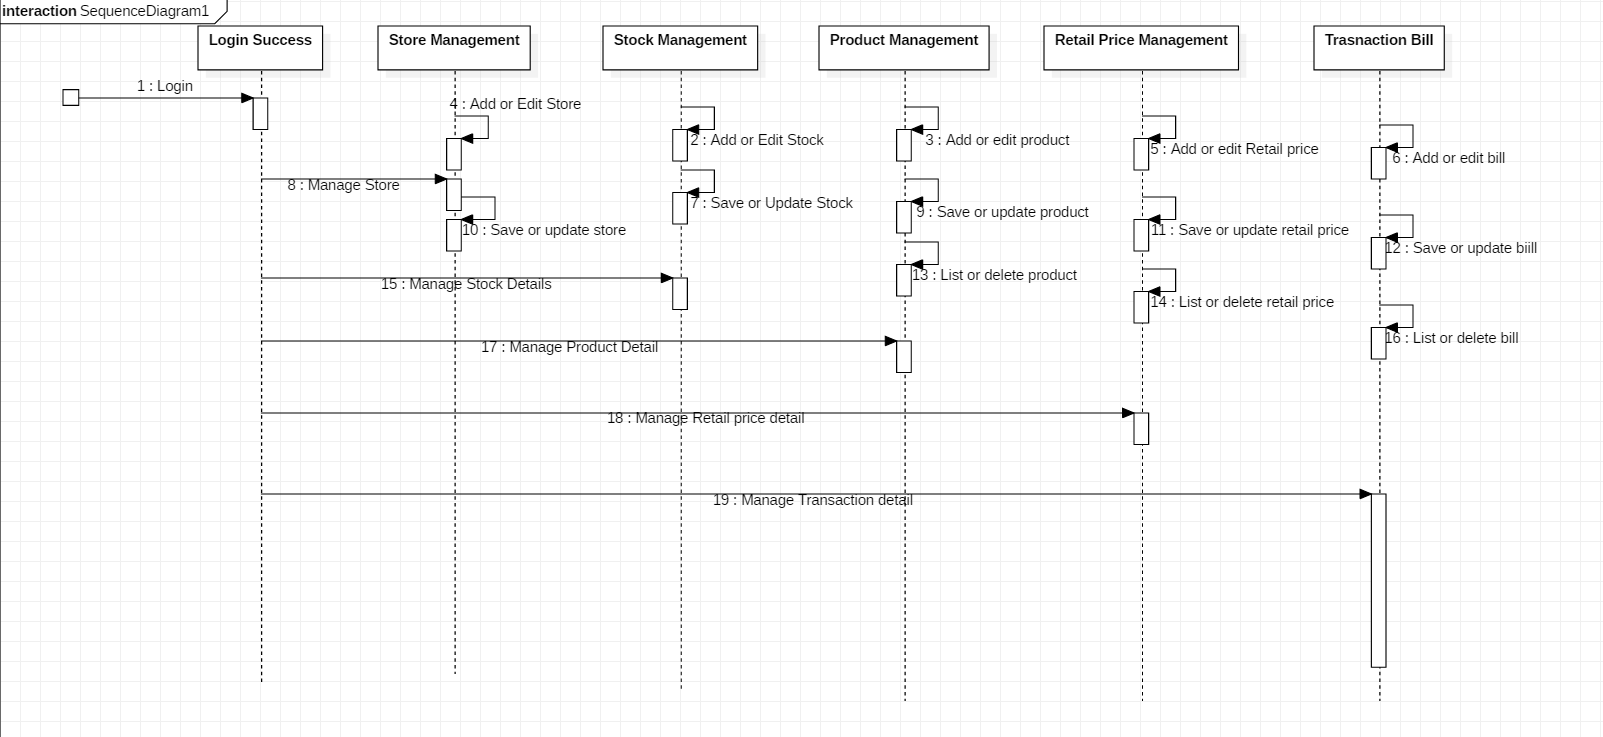 interaction SequenceDiagram1
Login Success
Store Management
Stock Management
Product Management
Retail Price Management
Trasnaction Bill
1 : Login
4 : Add or Edit Store
2 : Add or Edit Stock
3 : Add or edit product
5 : Add or edit Retail price
6 : Add or edit bill
8 : Manage Store
7 : Save or Update Stock
9 : Save or update product
10 : Save or update store
11 : Save or update retail price
12 : Save or update biill
13 : List or delete product
15 : Manage Stock Details
14 : List or delete retail price
16 : List or delete bill
17 : Manage Product Detail
18 : Manage Retail price detail
19 : Manage Transaction detail